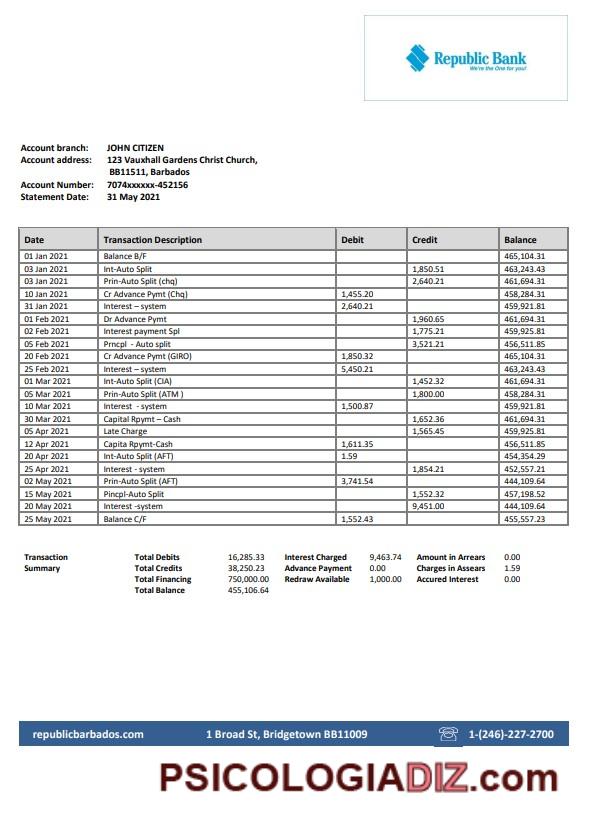 Republic Bank
We're the One for you!
Account branch: JOHN CITIZEN
Account address: 123 Vauxhall Gardens Christ Church,
BB11511, Barbados
Account Number: 7074xxxxxx-452156
Statement Date: 31 May 2021
Date Transaction Description Debit Credit Balance
01 Jan 2021 Balance B/F 465,104.31
03 Jan 2021 Int-Auto Split 1,850.51 463,243.43
03 Jan 2021 Prin-Auto Split (chq) 2,640.21 461,694.31
10 Jan 2021 Cr Advance Pymt (Chq) 1,455.20 458,284.31
31 Jan 2021 Interest – system 2,640.21 459,921.81
01 Feb 2021 Dr Advance Pymt 1,960.65 461,694.31
02 Feb 2021 Interest payment Spl 1,775.21 459,925.81
05 Feb 2021 Prncpl - Auto split 3,521.21 456,511.85
20 Feb 2021 Cr Advance Pymt (GIRO) 1,850.32 465,104.31
25 Feb 2021 Interest – system 5,450.21 463,243.43
01 Mar 2021 Int-Auto Split (CIA) 1,452.32 461,694.31
05 Mar 2021 Prin-Auto Split (ATM ) 1,800.00 458,284.31
10 Mar 2021 Interest - system 1,500.87 459,921.81
30 Mar 2021 Capital Rpymt – Cash 1,652.36 461,694.31
05 Apr 2021 Late Charge 1,565.45 459,925.81
12 Apr 2021 Capita Rpymt-Cash 1,611.35 456,511.85
20 Apr 2021 Int-Auto Split (AFT) 1.59 454,354.29
25 Apr 2021 Interest - system 1,854.21 452,557.21
02 May 2021 Prin-Auto Split (AFT) 3,741.54 444,109.64
15 May 2021 Pincpl-Auto Split 1,552.32 457,198.52
20 May 2021 Interest -system 9,451.00 444,109.64
25 May 2021 Balance C/F 1,552.43 455,557.23
Transaction Total Debits 16,285.33 Interest Charged 9,463.74 Amount in Arrears 0.00
Summary Total Credits 38,250.23 Advance Payment 0.00 Charges in Assears 1.59
Total Financing 750,000.00 Redraw Available 1,000.00 Accured Interest 0.00
Total Balance 455,106.64
republicbarbados.com 1 Broad St, Bridgetown BB11009 1-(246)-227-2700
PSICOLOGIADIZ.com